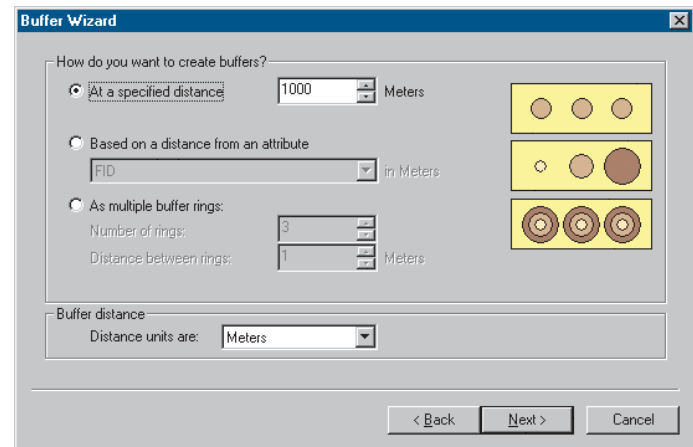 Buffer Wizard
How do you want to create buffers?
At a specified distance 1000 Meters
Based on a distance from an attribute
FID in Meters
As multiple buffer rings:
Number of rings: 3
Distance between rings: 1 Meters
Buffer distance
Distance units are: Meters
< Back Next > Cancel